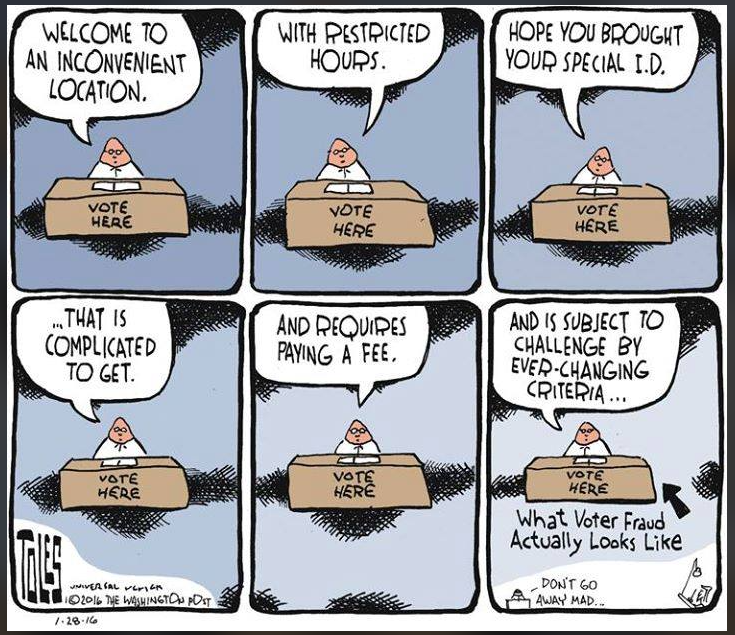 WELCOME TO
AN INCONVENIENT
LOCATION.
VOTE
HERE
WITH RESTRICTED
HOURS.
VOTE
HERE
HOPE YOU BROUGHT
YOUR SPECIAL I.D.
VOTE
HERE
...THAT IS
COMPLICATED
TO GET.
VOTE
HERE
TOLES
UNIVERSAL UCLICK
©2016 THE WASHINGTON POST
1-28-16
AND REQUIRES
PAYING A FEE.
VOTE
HERE
AND IS SUBJECT TO
CHALLENGE BY
EVER-CHANGING
CRITERIA...
VOTE
HERE
What Voter Fraud
Actually Looks Like
DON'T GO
AWAY MAD...